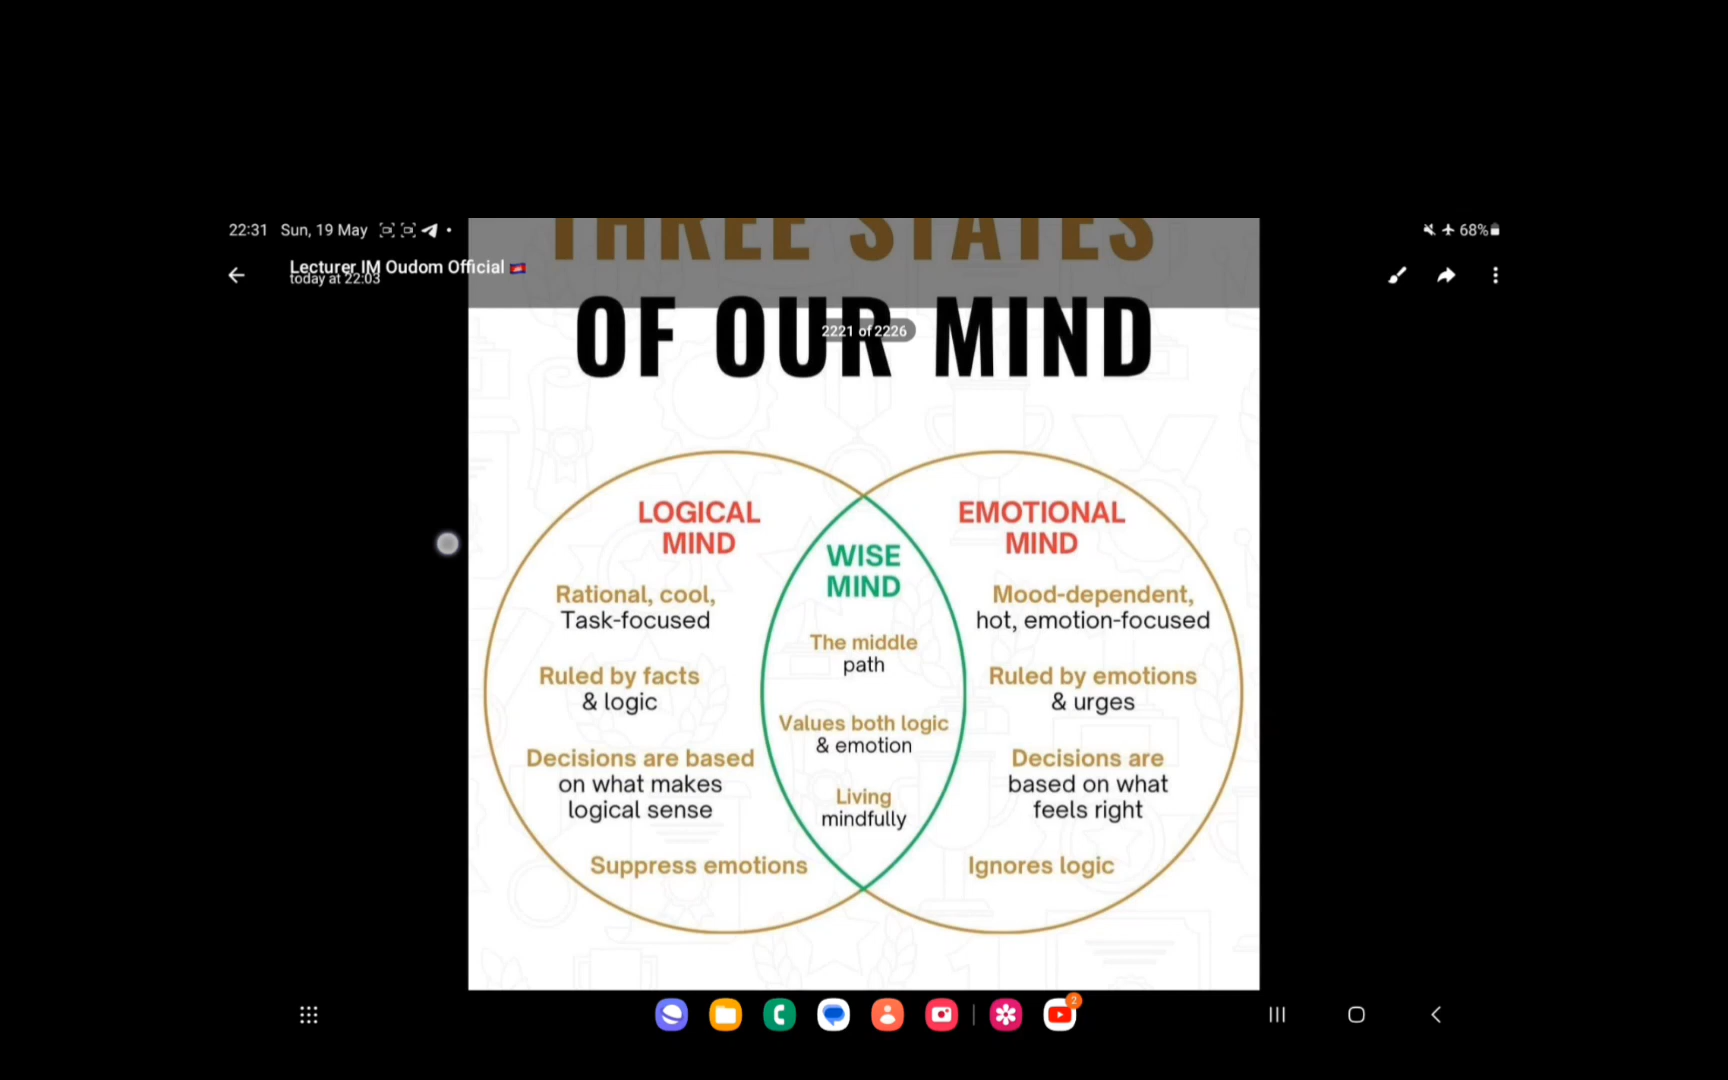 22:31 Sun, 19 May
68%
Lecturer IM Oudom Official
today at 22:03
THREE STATES
OF OUR MIND
2221 of 2226
LOGICAL
MIND
Rational, cool,
Task-focused
Ruled by facts
& logic
Decisions are based
on what makes
logical sense
Suppress emotions
WISE
MIND
The middle
path
Values both logic
& emotion
Living
mindfully
EMOTIONAL
MIND
Mood-dependent,
hot, emotion-focused
Ruled by emotions
& urges
Decisions are
based on what
feels right
Ignores logic
2